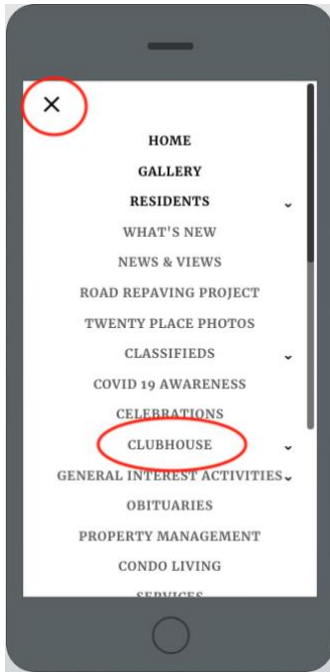 HOME
GALLERY
RESIDENTS
WHAT'S NEW
NEWS & VIEWS
ROAD REPAVING PROJECT
TWENTY PLACE PHOTOS
CLASSIFIEDS
COVID 19 AWARENESS
CELEBRATIONS
CLUBHOUSE
GENERAL INTEREST ACTIVITIES
OBITUARIES
PROPERTY MANAGEMENT
CONDO LIVING
SERVICES